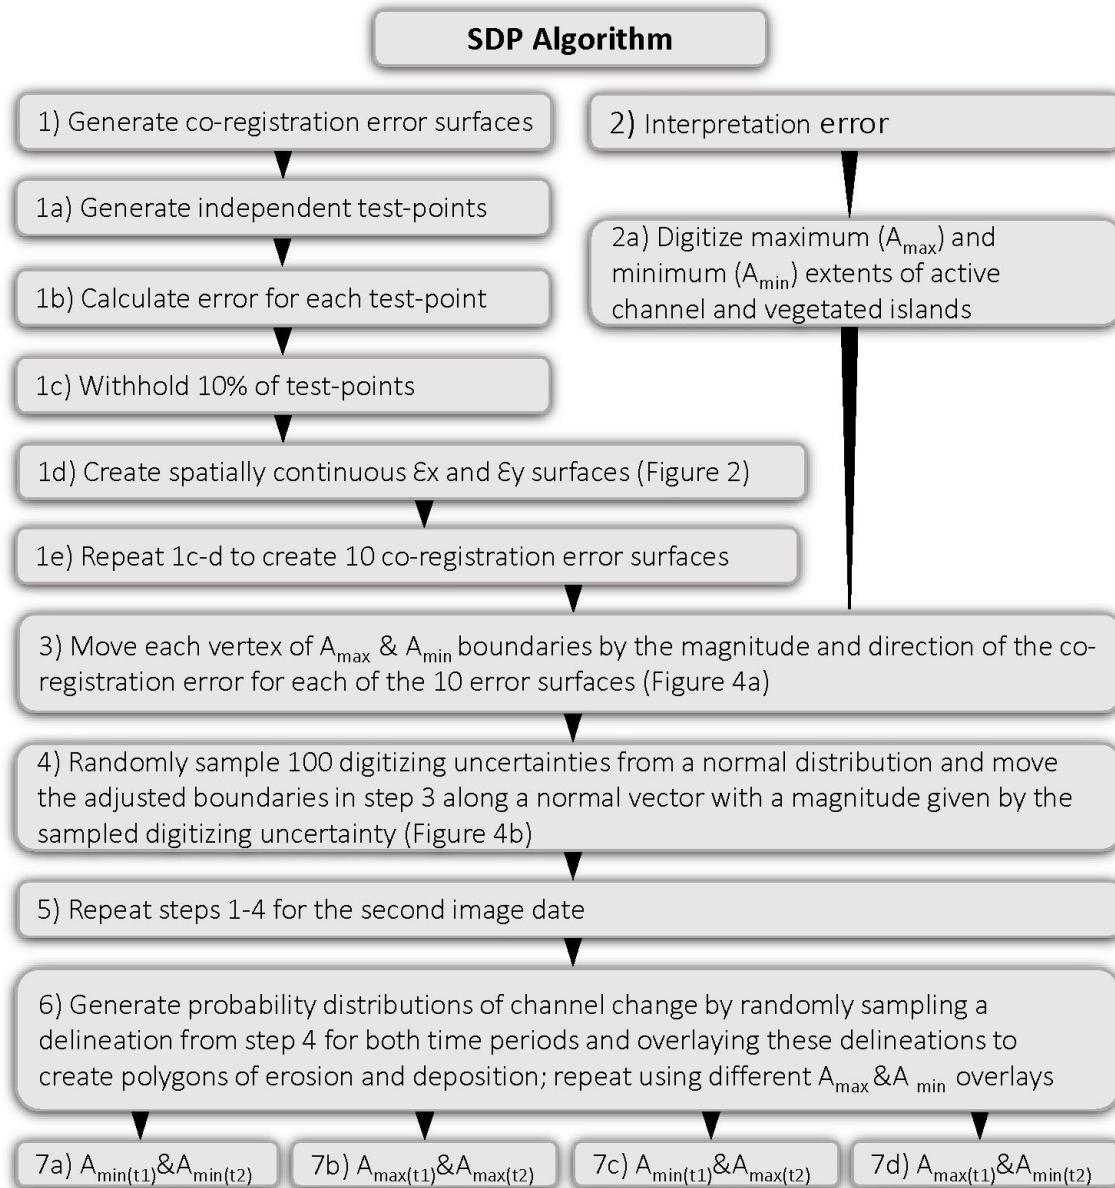 SDP Algorithm
1) Generate co-registration error surfaces
1a) Generate independent test-points
1b) Calculate error for each test-point
1c) Withhold 10% of test-points
1d) Create spatially continuous Ɛx and Ɛy surfaces (Figure 2)
1e) Repeat 1c-d to create 10 co-registration error surfaces
2) Interpretation error
2a) Digitize maximum (Amax) and
minimum (Amin) extents of active
channel and vegetated islands
3) Move each vertex of Amax & Amin boundaries by the magnitude and direction of the co-
registration error for each of the 10 error surfaces (Figure 4a)
4) Randomly sample 100 digitizing uncertainties from a normal distribution and move
the adjusted boundaries in step 3 along a normal vector with a magnitude given by the
sampled digitizing uncertainty (Figure 4b)
5) Repeat steps 1-4 for the second image date
6) Generate probability distributions of channel change by randomly sampling a
delineation from step 4 for both time periods and overlaying these delineations to
create polygons of erosion and deposition; repeat using different Amax &A min overlays
7a) Amin(t1)&Amin(t2)
7b) Amax(t1)&Amax(t2)
7c) Amin(t1)&Amax(t2)
7d) Amax(t1)&Amin(t2)